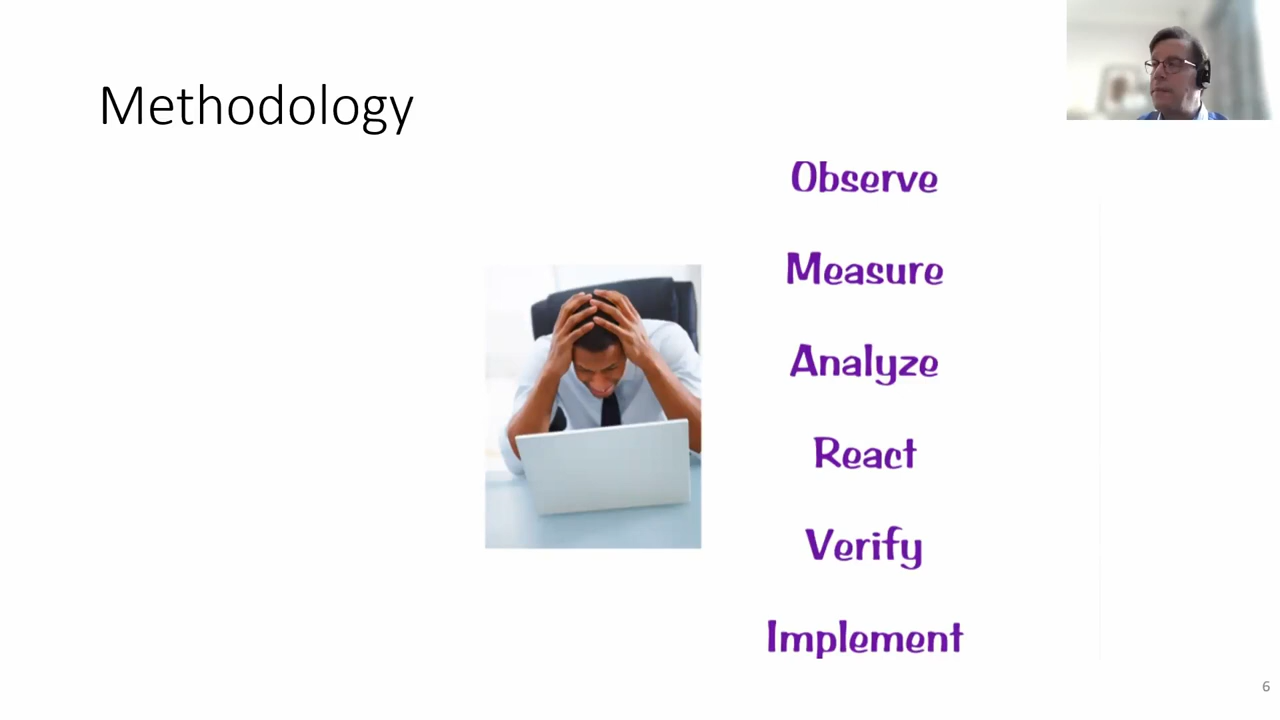 Methodology
Observe
Measure
Analyze
React
Verify
Implement
6